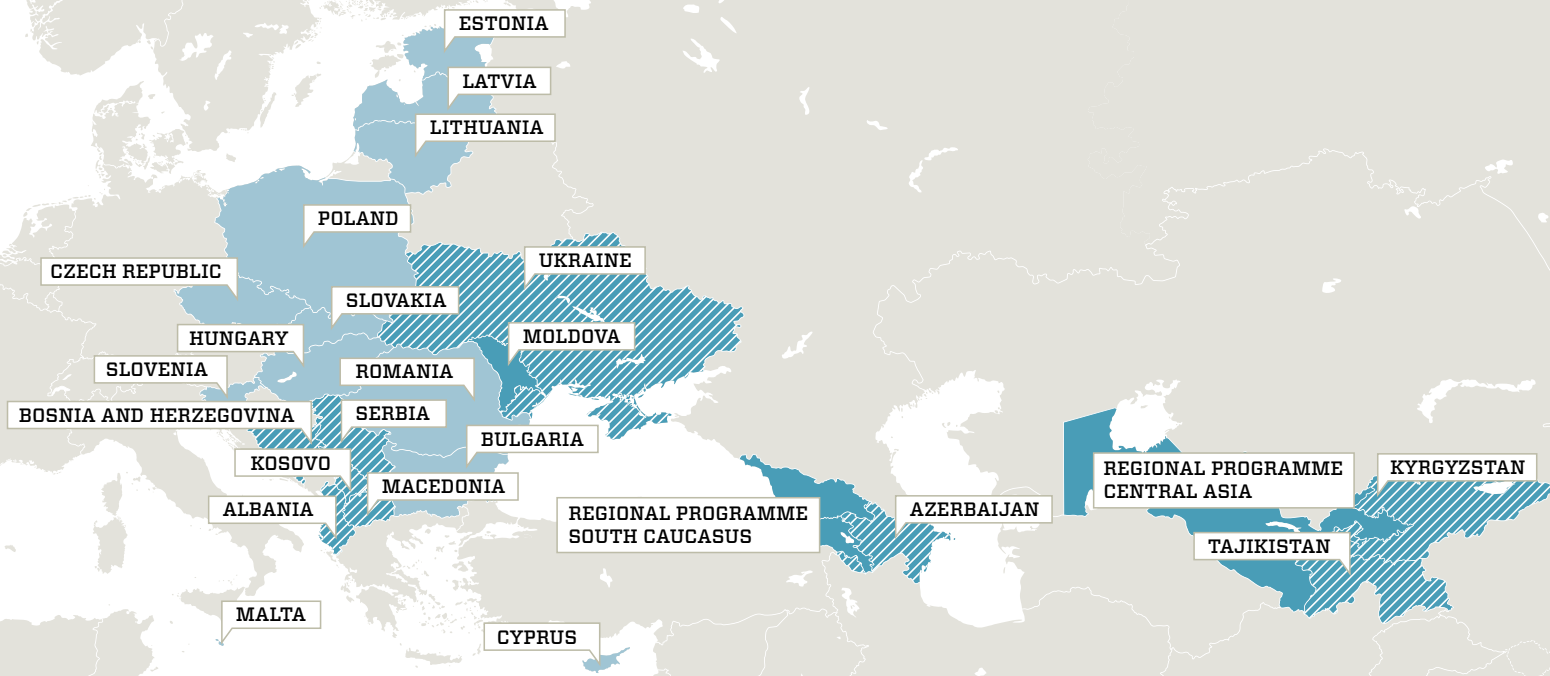 ESTONIA
LATVIA
LITHUANIA
POLAND
CZECH REPUBLIC
UKRAINE
SLOVAKIA
HUNGARY
MOLDOVA
SLOVENIA
ROMANIA
BOSNIA AND HERZEGOVINA
SERBIA
BULGARIA
KOSOVO
MACEDONIA
ALBANIA
REGIONAL PROGRAMME
SOUTH CAUCASUS
AZERBAIJAN
REGIONAL PROGRAMME
CENTRAL ASIA
KYRGYZSTAN
TAJIKISTAN
MALTA
CYPRUS